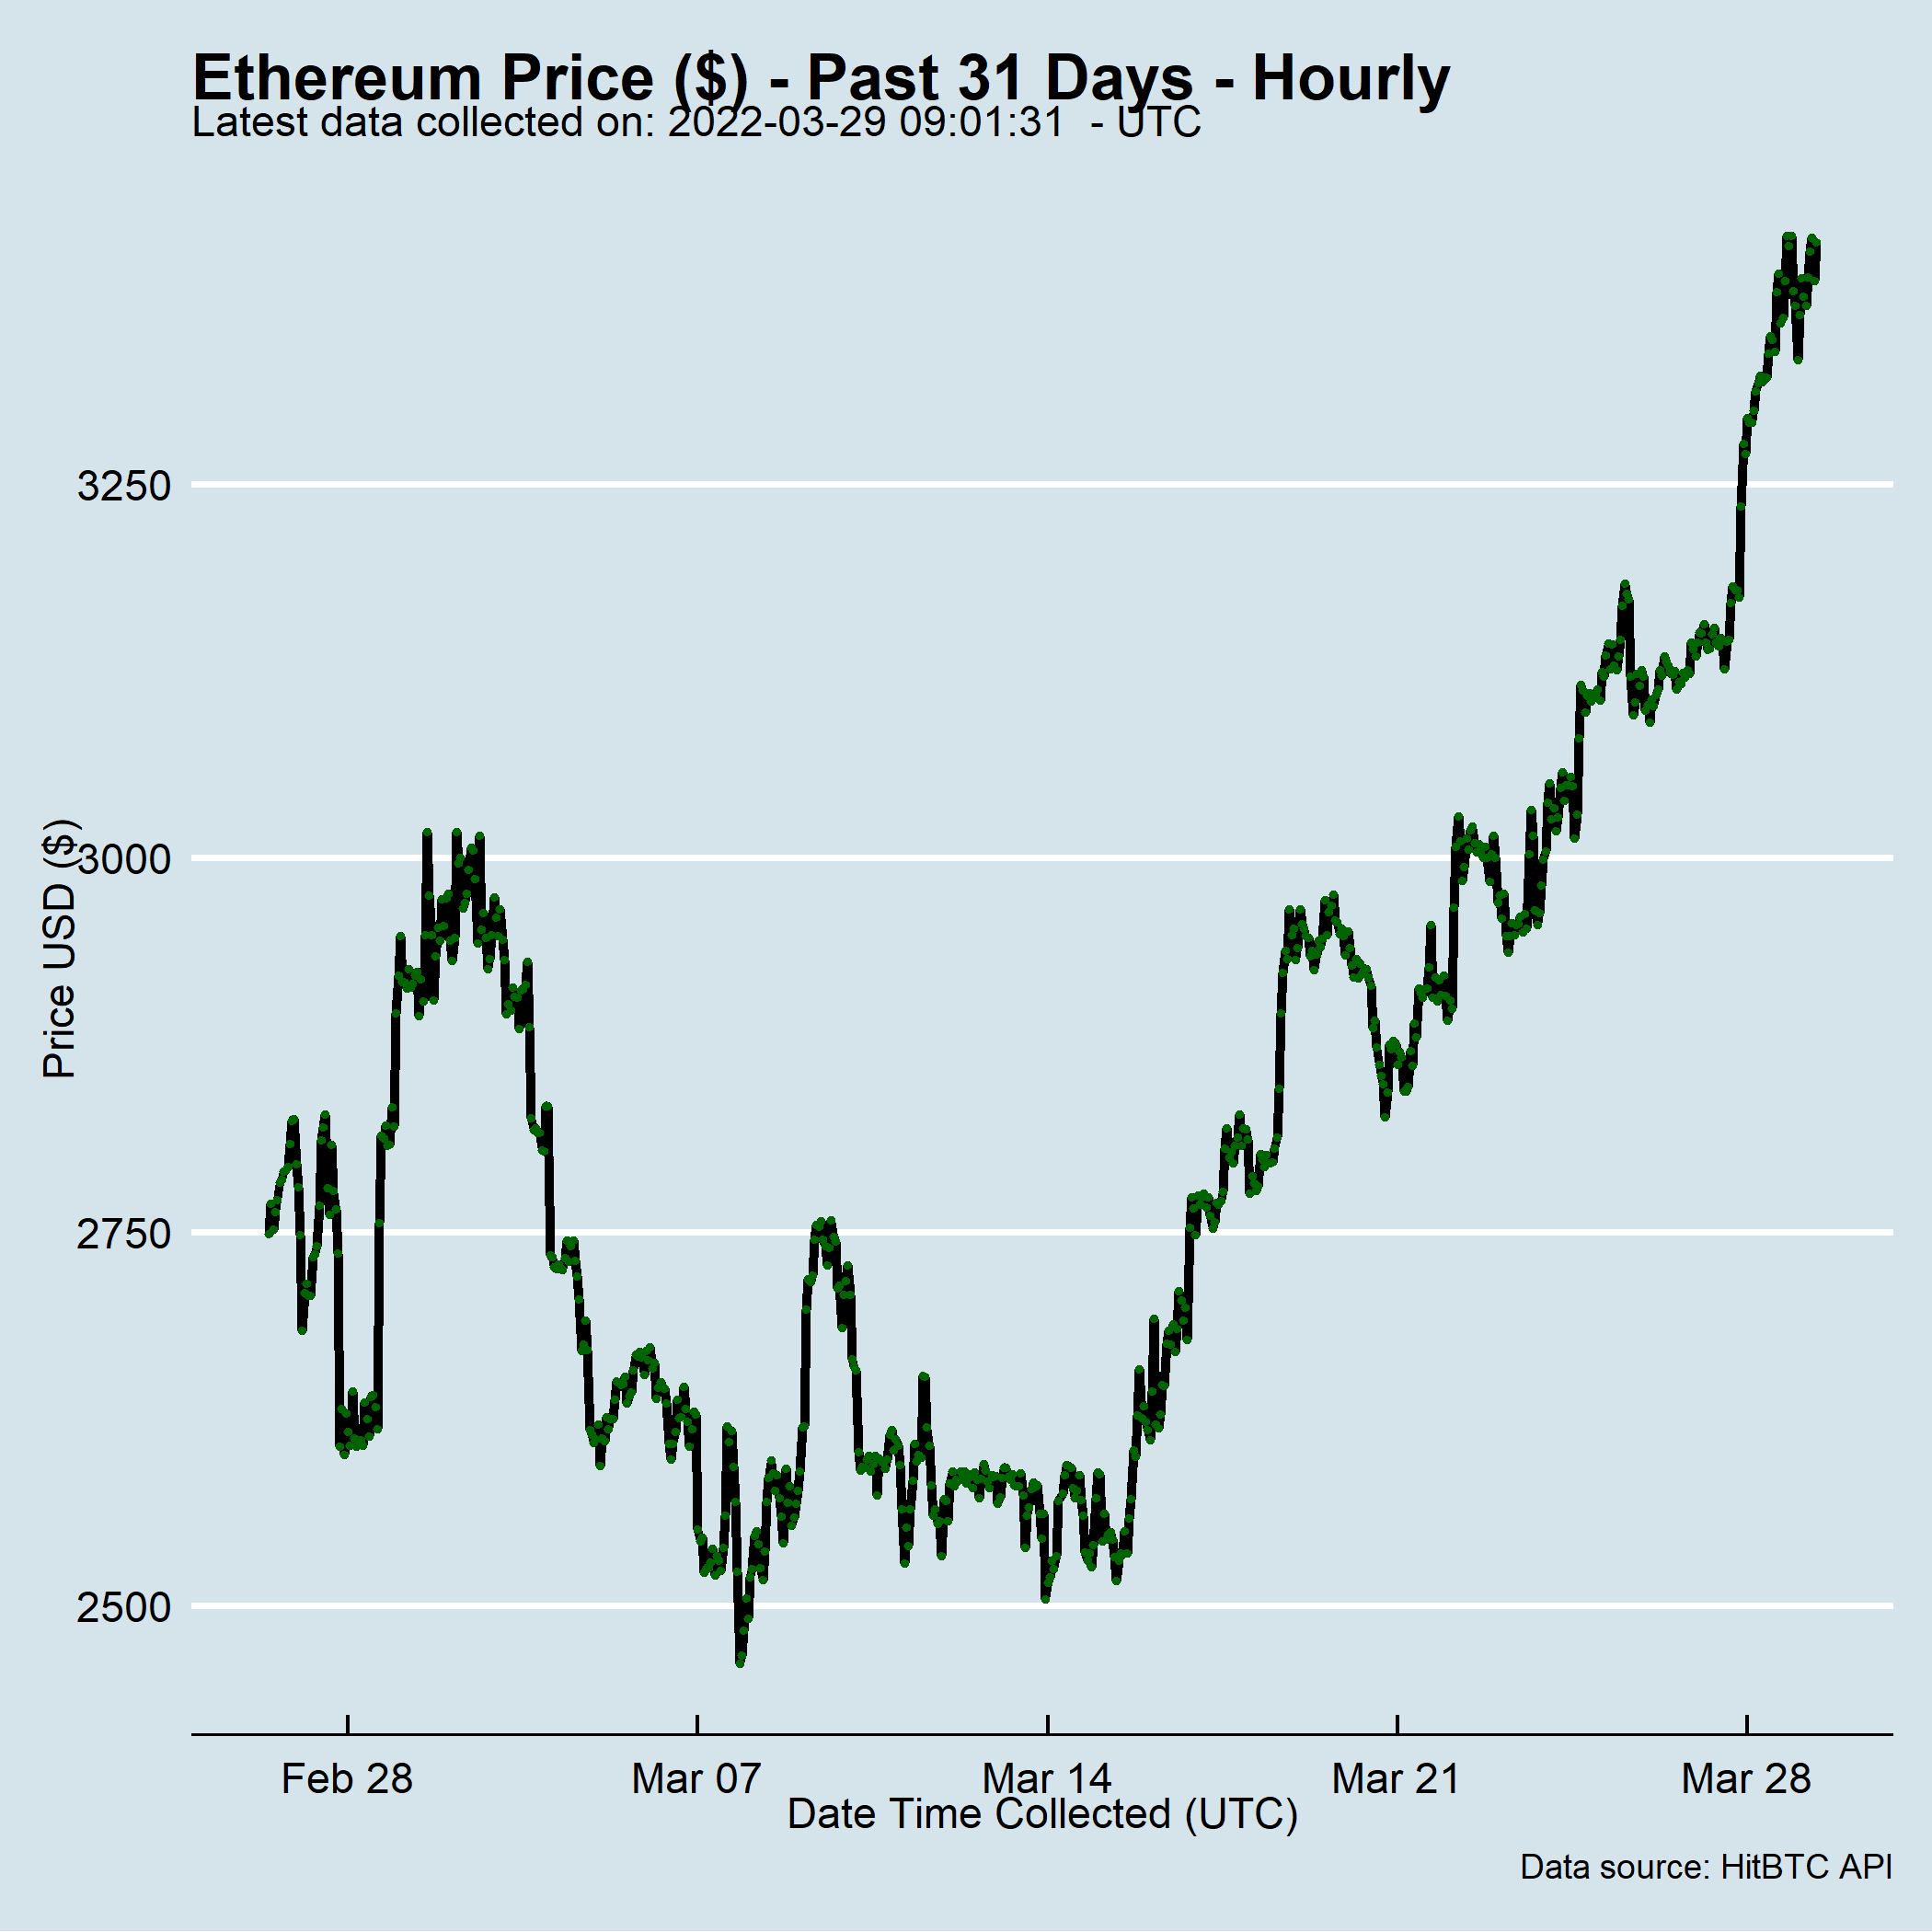 Ethereum Price ($) - Past 31 Days - Hourly
Latest data collected on: 2022-03-29 09:01:31  - UTC
Price USD ($)
3250
3000
2750
2500
Feb 28 Mar 07 Mar 14 Mar 21 Mar 28
Date Time Collected (UTC)
Data source: HitBTC API